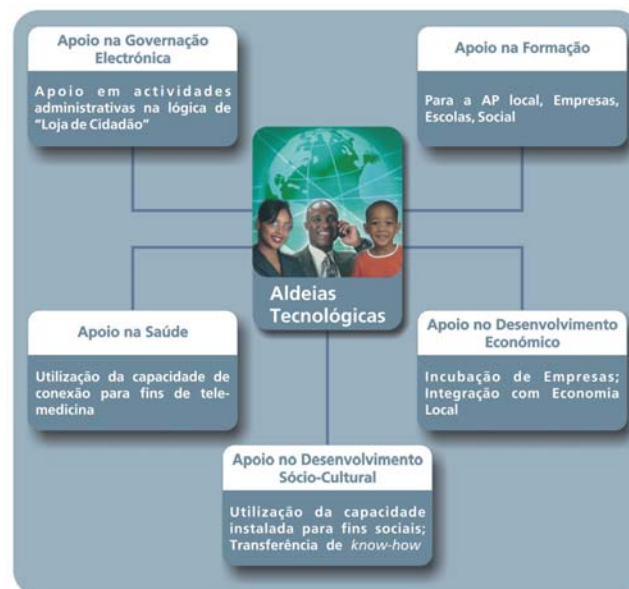 Apoio na Governação
Electrónica
Apoio em actividades
administrativas na lógica de
"Loja de Cidadão"
Apoio na Formação
Para a AP local, Empresas,
Escolas, Social
Aldeias
Tecnológicas
Apoio na Saúde
Utilização da capacidade de
conexão para fins de tele-
medicina
Apoio no Desenvolvimento
Económico
Incubação de Empresas;
Integração com Economia
Local
Apoio no Desenvolvimento
Sócio-Cultural
Utilização da capacidade
instalada para fins sociais;
Transferência de know-how